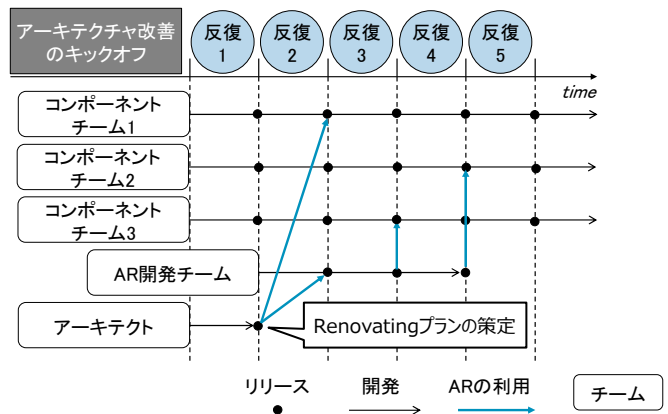 アーキテクチャ改善
のキックオフ
反復
1
反復
2
反復
3
反復
4
反復
5
time
コンポーネント
チーム1
コンポーネント
チーム2
コンポーネント
チーム3
AR開発チーム
アーキテクト
Renovatingプランの策定
リリース
開発
ARの利用
チーム